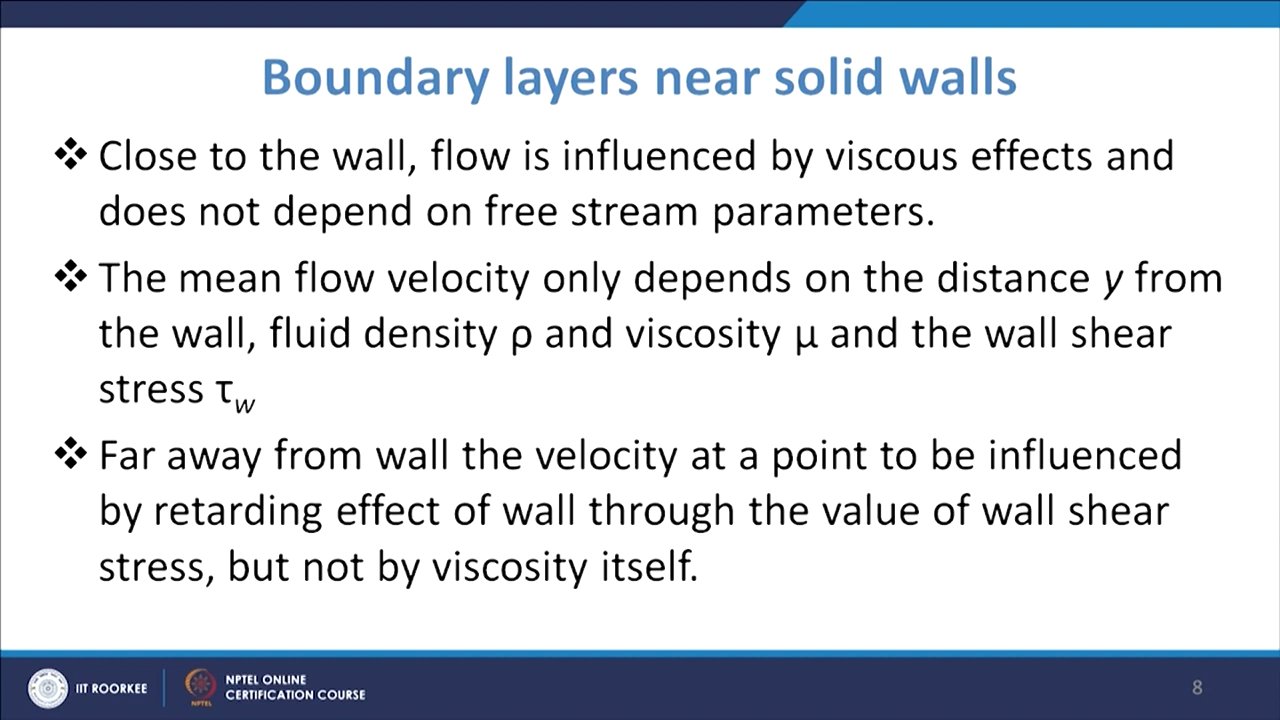 Boundary layers near solid walls
❖ Close to the wall, flow is influenced by viscous effects and
does not depend on free stream parameters.
❖ The mean flow velocity only depends on the distance y from
the wall, fluid density ρ and viscosity μ and the wall shear
stress τw
❖ Far away from wall the velocity at a point to be influenced
by retarding effect of wall through the value of wall shear
stress, but not by viscosity itself.
IIT ROORKEE
NPTEL
NPTEL ONLINE
CERTIFICATION COURSE
8